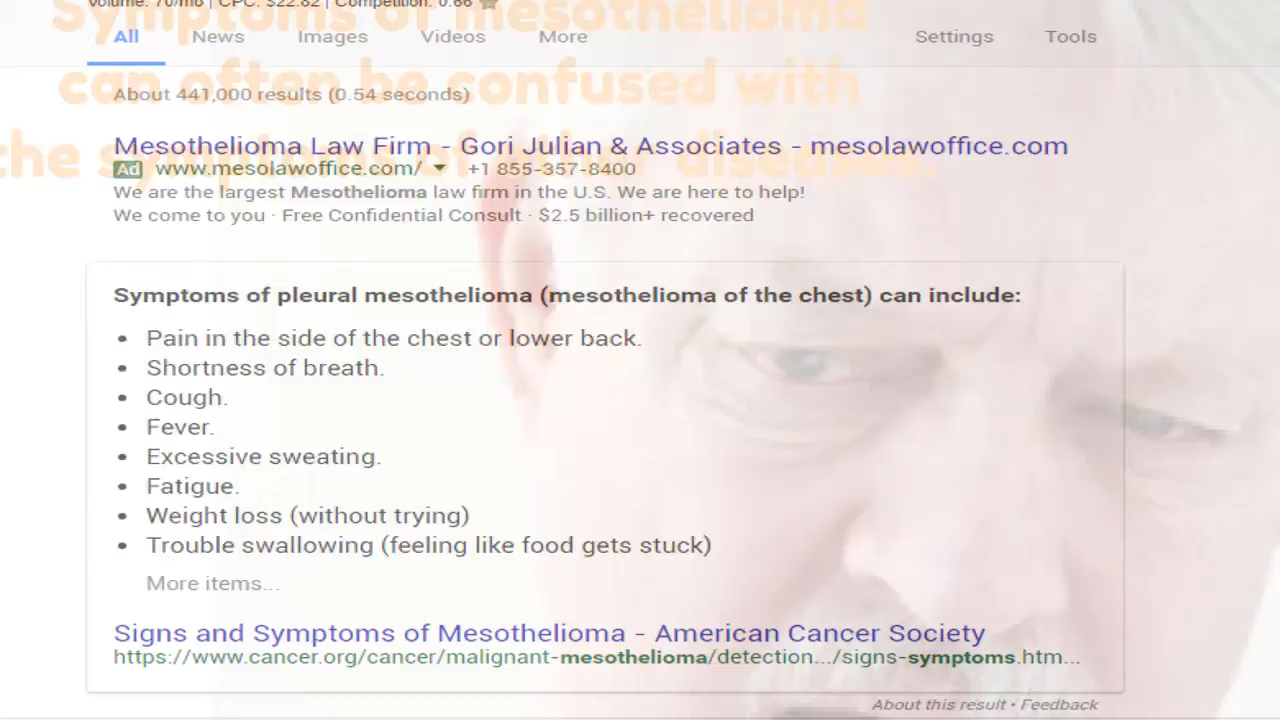 Volume: 70/mo | CPC: $22.82 | Competition: 0.66
Symptoms of mesothelioma
All News Images Videos More Settings Tools
can often be confused with
About 441,000 results (0.54 seconds)
Mesothelioma Law Firm - Gori Julian & Associates - mesolawoffice.com
the symptoms of other diseases.
Ad www.mesolawoffice.com/ +1 855-357-8400
We are the largest Mesothelioma law firm in the U.S. We are here to help!
We come to you · Free Confidential Consult · $2.5 billion+ recovered
Symptoms of pleural mesothelioma (mesothelioma of the chest) can include:
• Pain in the side of the chest or lower back.
• Shortness of breath.
• Cough.
• Fever.
• Excessive sweating.
• Fatigue.
• Weight loss (without trying)
• Trouble swallowing (feeling like food gets stuck)
More items...
Signs and Symptoms of Mesothelioma - American Cancer Society
https://www.cancer.org/cancer/malignant-mesothelioma/detection.../signs-symptoms.htm...
About this result • Feedback